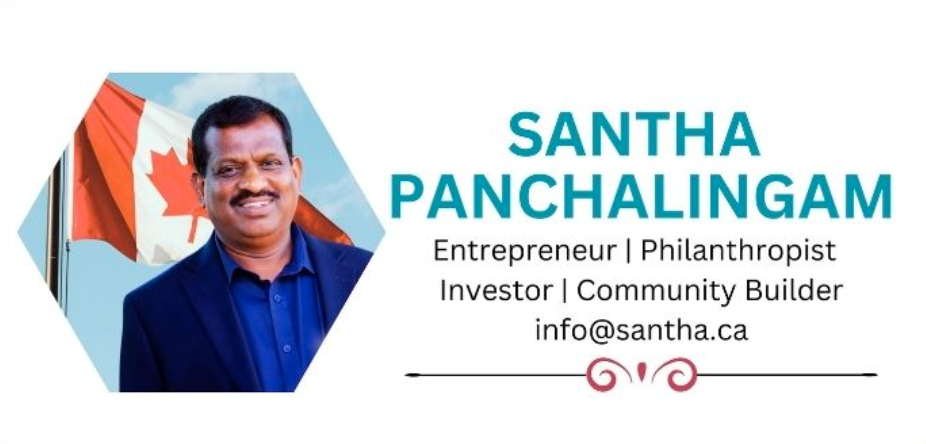 SANTHA
PANCHALINGAM
Entrepreneur | Philanthropist
Investor | Community Builder
info@santha.ca